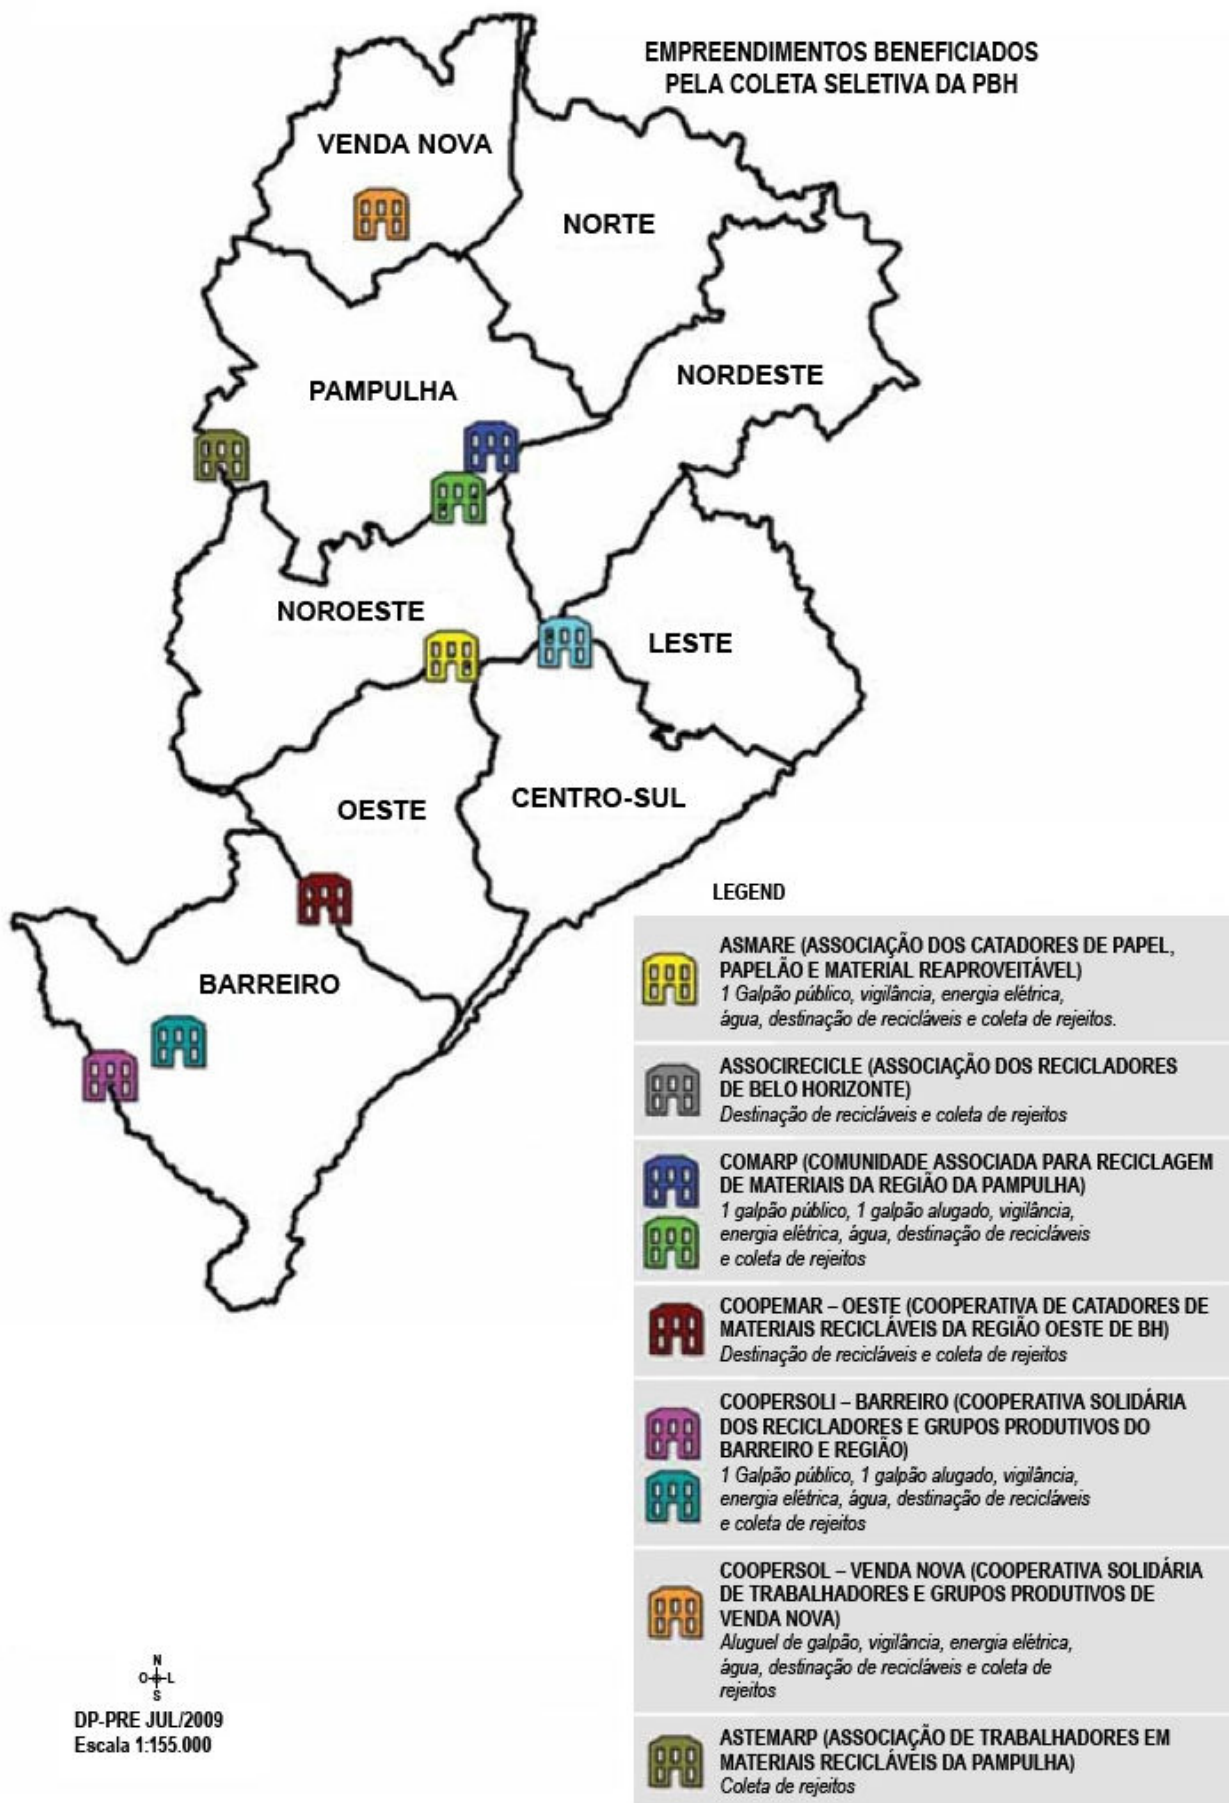 EMPREENDIMENTOS BENEFICIADOS
PELA COLETA SELETIVA DA PBH
VENDA NOVA
NORTE
NORDESTE
PAMPULHA
NOROESTE
LESTE
OESTE
CENTRO-SUL
BARREIRO
LEGEND
ASMARE (ASSOCIAÇÃO DOS CATADORES DE PAPEL,
PAPELÃO E MATERIAL REAPROVEITÁVEL)
1 Galpão público, vigilância, energia elétrica,
água, destinação de recicláveis e coleta de rejeitos.
ASSOCIRECICLE (ASSOCIAÇÃO DOS RECICLADORES
DE BELO HORIZONTE)
Destinação de recicláveis e coleta de rejeitos
COMARP (COMUNIDADE ASSOCIADA PARA RECICLAGEM
DE MATERIAIS DA REGIÃO DA PAMPULHA)
1 galpão público, 1 galpão alugado, vigilância,
energia elétrica, água, destinação de recicláveis
e coleta de rejeitos
COOPEMAR – OESTE (COOPERATIVA DE CATADORES DE
MATERIAIS RECICLÁVEIS DA REGIÃO OESTE DE BH)
Destinação de recicláveis e coleta de rejeitos
COOPERSOLI – BARREIRO (COOPERATIVA SOLIDÁRIA
DOS RECICLADORES E GRUPOS PRODUTIVOS DO
BARREIRO E REGIÃO)
1 Galpão público, 1 galpão alugado, vigilância,
energia elétrica, água, destinação de recicláveis
e coleta de rejeitos
COOPERSOL – VENDA NOVA (COOPERATIVA SOLIDÁRIA
DE TRABALHADORES E GRUPOS PRODUTIVOS DE
VENDA NOVA)
Aluguel de galpão, vigilância, energia elétrica,
água, destinação de recicláveis e coleta de
rejeitos
ASTEMARP (ASSOCIAÇÃO DE TRABALHADORES EM
MATERIAIS RECICLÁVEIS DA PAMPULHA)
Coleta de rejeitos
N
O L
S
DP-PRE JUL/2009
Escala 1:155.000